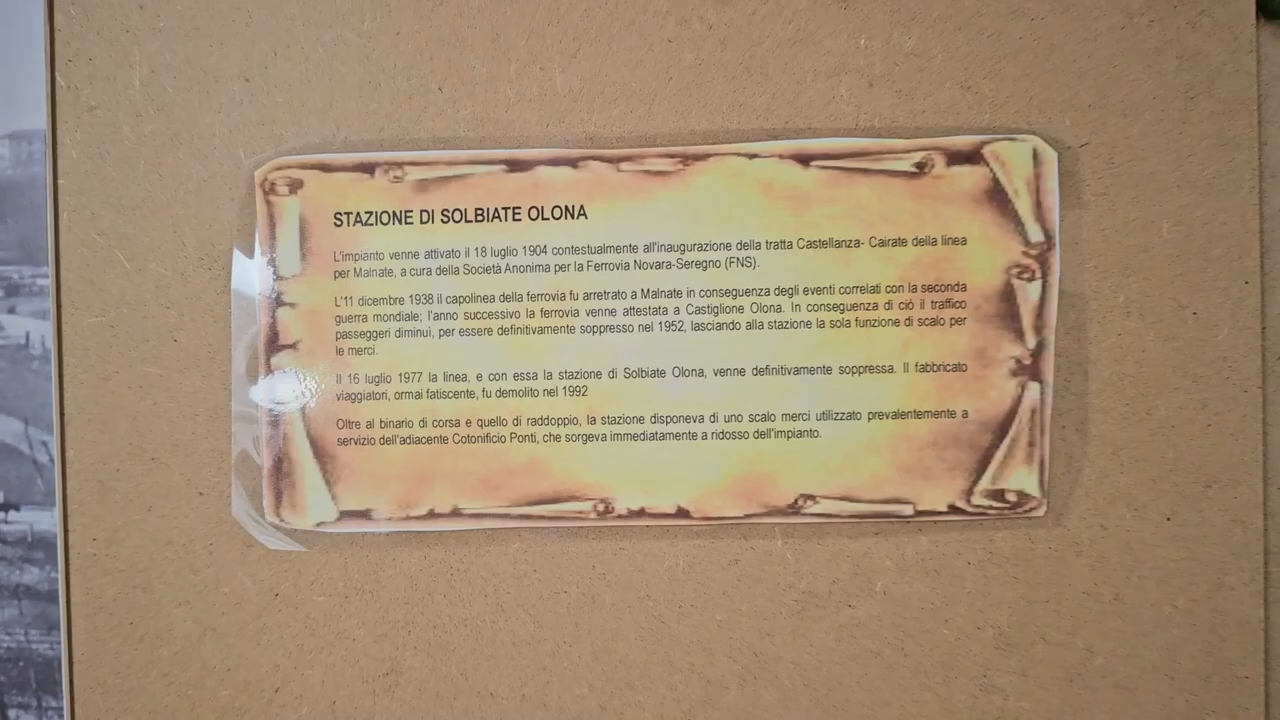 STAZIONE DI SOLBIATE OLONA
L'impianto venne attivato il 18 luglio 1904 contestualmente all'inaugurazione della tratta Castellanza- Cairate della linea
per Malnate, a cura della Società Anonima per la Ferrovia Novara-Seregno (FNS).
L'11 dicembre 1938 il capolinea della ferrovia fu arretrato a Malnate in conseguenza degli eventi correlati con la seconda
guerra mondiale; l'anno successivo la ferrovia venne attestata a Castiglione Olona. In conseguenza di ciò il traffico
passeggeri diminuì, per essere definitivamente soppresso nel 1952, lasciando alla stazione la sola funzione di scalo per
le merci.
Il 16 luglio 1977 la linea, e con essa la stazione di Solbiate Olona, venne definitivamente soppressa. Il fabbricato
viaggiatori, ormai fatiscente, fu demolito nel 1992
Oltre al binario di corsa e quello di raddoppio, la stazione disponeva di uno scalo merci utilizzato prevalentemente a
servizio dell'adiacente Cotonificio Ponti, che sorgeva immediatamente a ridosso dell'impianto.